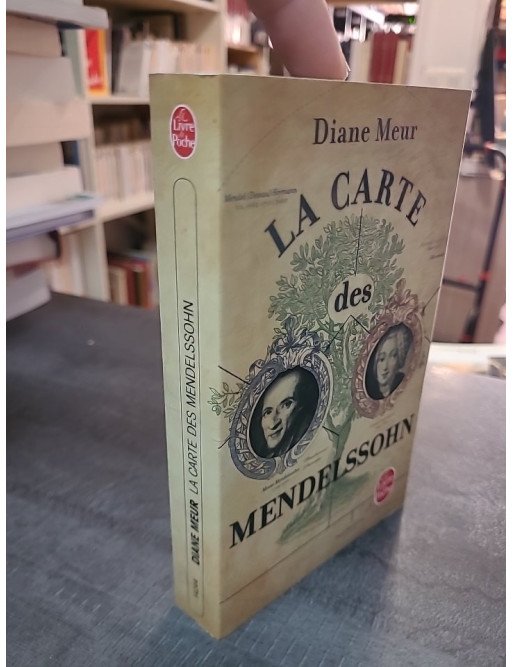 Diane Meur
LA CARTE
des
MENDELSSOHN
Le
Livre
de
Poche
DIANE MEUR LA CARTE DES MENDELSSOHN